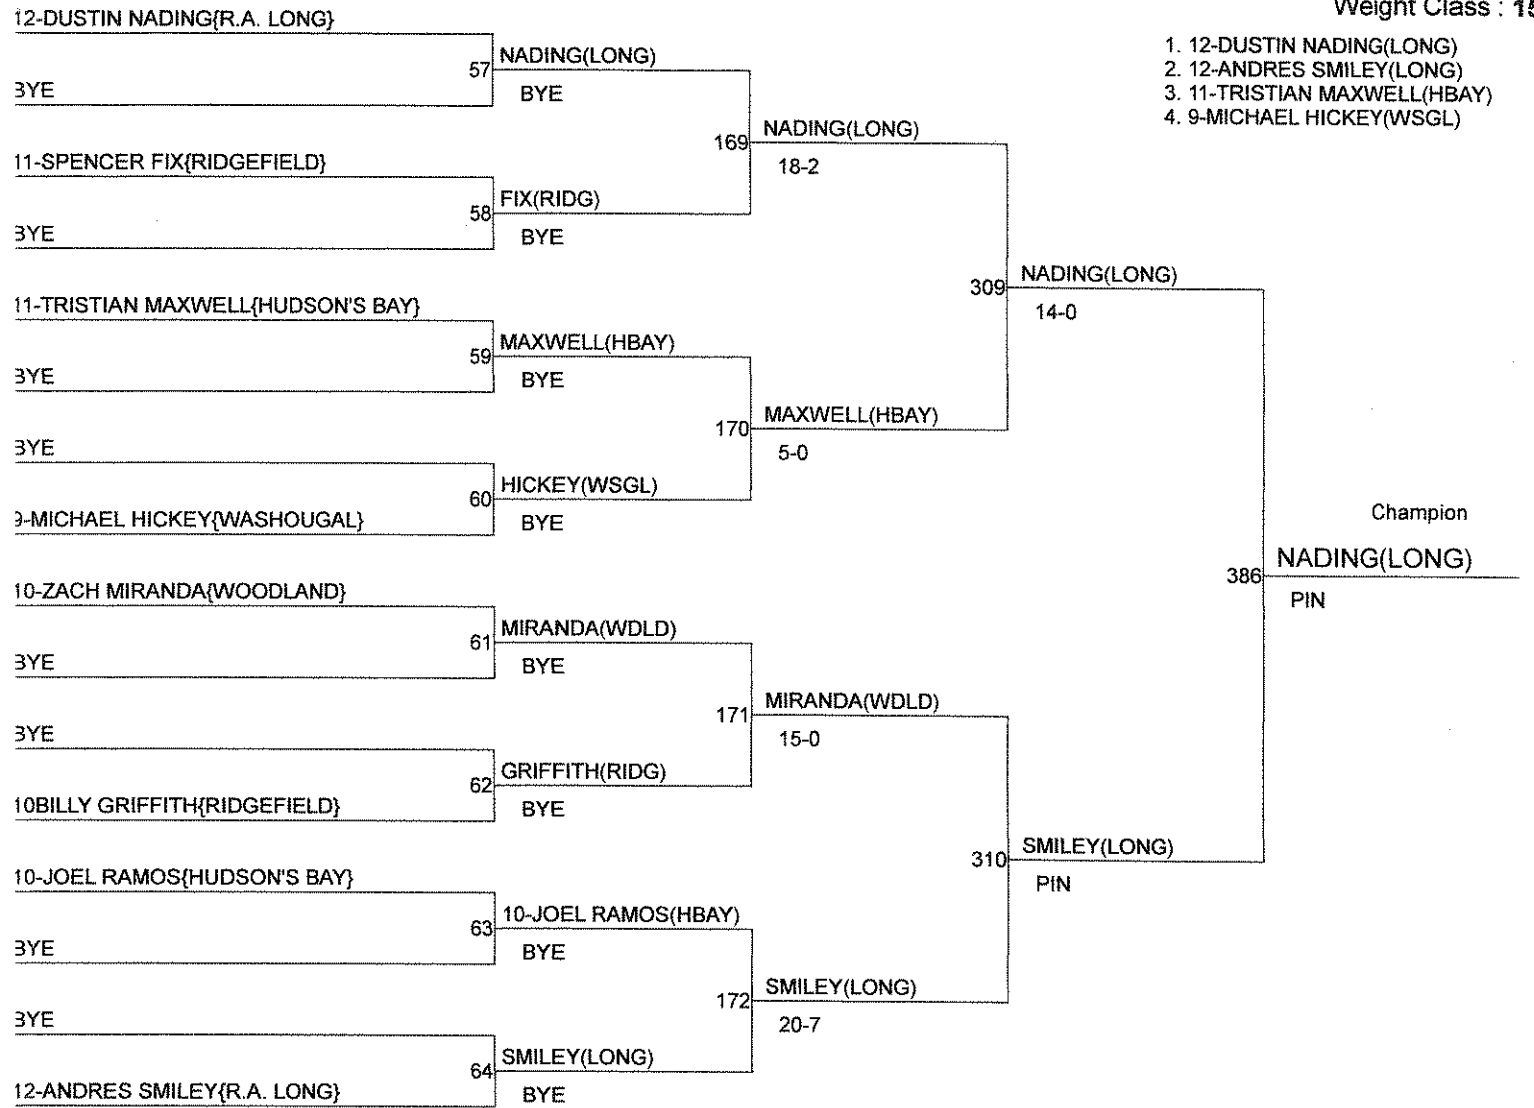 12-DUSTIN NADING{R.A. LONG}
BYE
11-SPENCER FIX{RIDGEFIELD}
BYE
11-TRISTIAN MAXWELL{HUDSON'S BAY}
BYE
BYE
9-MICHAEL HICKEY{WASHOUGAL}
10-ZACH MIRANDA{WOODLAND}
BYE
BYE
10BILLY GRIFFITH{RIDGEFIELD}
10-JOEL RAMOS{HUDSON'S BAY}
BYE
BYE
12-ANDRES SMILEY{R.A. LONG}
57 NADING(LONG)
BYE
58 FIX(RIDG)
BYE
59 MAXWELL(HBAY)
BYE
60 HICKEY(WSGL)
BYE
61 MIRANDA(WDLD)
BYE
62 GRIFFITH(RIDG)
BYE
63 10-JOEL RAMOS(HBAY)
BYE
64 SMILEY(LONG)
BYE
169 NADING(LONG)
18-2
170 MAXWELL(HBAY)
5-0
171 MIRANDA(WDLD)
15-0
172 SMILEY(LONG)
20-7
309 NADING(LONG)
14-0
310 SMILEY(LONG)
PIN
Champion
386 NADING(LONG)
PIN
Weight Class :
1. 12-DUSTIN NADING(LONG)
2. 12-ANDRES SMILEY(LONG)
3. 11-TRISTIAN MAXWELL(HBAY)
4. 9-MICHAEL HICKEY(WSGL)